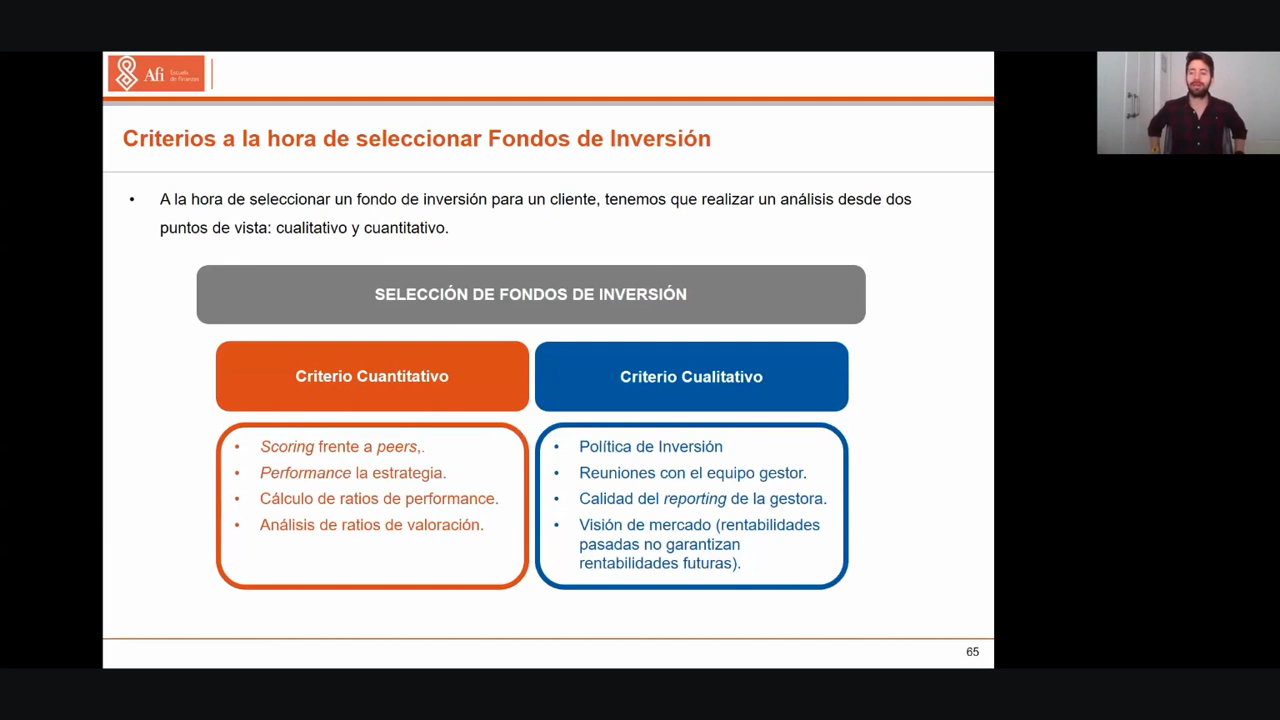 Afi
Escuela
de Finanzas
Criterios a la hora de seleccionar Fondos de Inversión
• A la hora de seleccionar un fondo de inversión para un cliente, tenemos que realizar un análisis desde dos
puntos de vista: cualitativo y cuantitativo.
SELECCIÓN DE FONDOS DE INVERSIÓN
Criterio Cuantitativo
• Scoring frente a peers,.
• Performance la estrategia.
• Cálculo de ratios de performance.
• Análisis de ratios de valoración.
Criterio Cualitativo
• Política de Inversión
• Reuniones con el equipo gestor.
• Calidad del reporting de la gestora.
• Visión de mercado (rentabilidades
pasadas no garantizan
rentabilidades futuras).
65